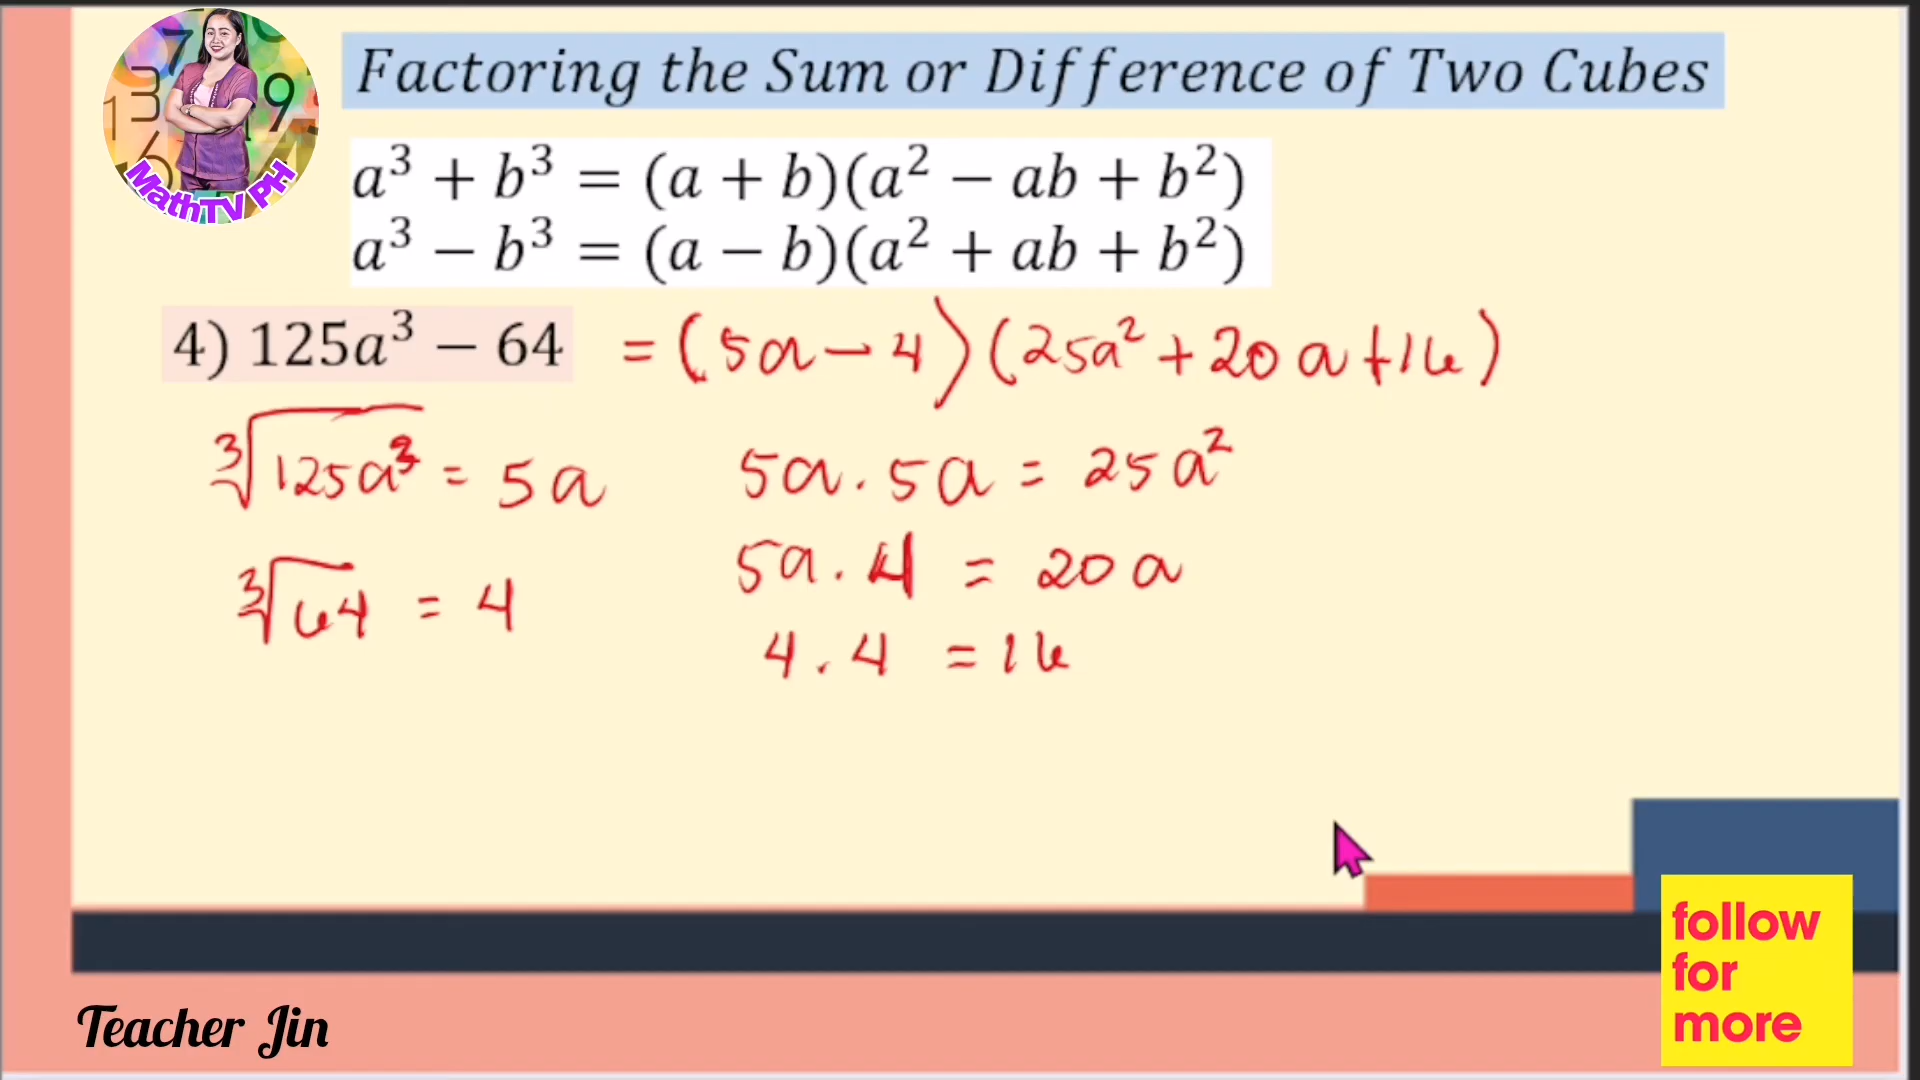 Factoring the Sum or Difference of Two Cubes
MathTV PH
a³ + b³ = (a + b)(a² − ab + b²)
a³ − b³ = (a − b)(a² + ab + b²)
4) 125a³ − 64 = (5a − 4)(25a² + 20a + 16)
∛125a³ = 5a
5a . 5a = 25a²
5a . 4 = 20a
∛64 = 4
4 . 4 = 16
follow
for
more
Teacher Jin